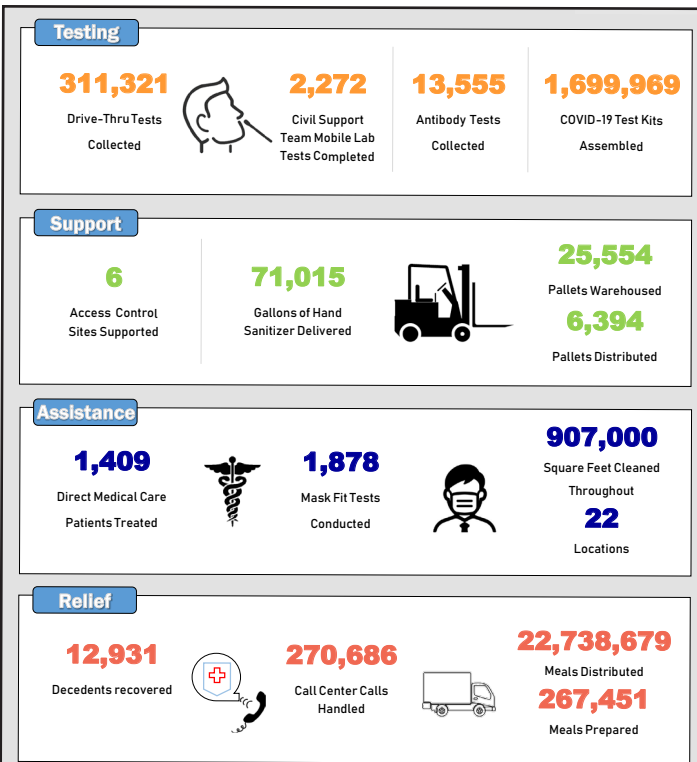 Testing
311,321
Drive-Thru Tests
Collected
2,272
Civil Support
Team Mobile Lab
Tests Completed
13,555
Antibody Tests
Collected
1,699,969
COVID-19 Test Kits
Assembled
Support
6
Access Control
Sites Supported
71,015
Gallons of Hand
Sanitizer Delivered
25,554
Pallets Warehoused
6,394
Pallets Distributed
Assistance
1,409
Direct Medical Care
Patients Treated
1,878
Mask Fit Tests
Conducted
907,000
Square Feet Cleaned
Throughout
22
Locations
Relief
12,931
Decedents recovered
270,686
Call Center Calls
Handled
22,738,679
Meals Distributed
267,451
Meals Prepared